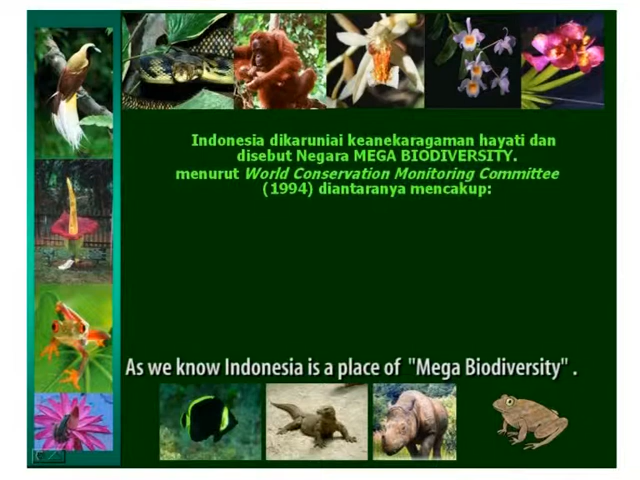 Indonesia dikaruniai keanekaragaman hayati dan
disebut Negara MEGA BIODIVERSITY.
menurut World Conservation Monitoring Committee
(1994) diantaranya mencakup:
As we know Indonesia is a place of "Mega Biodiversity" .